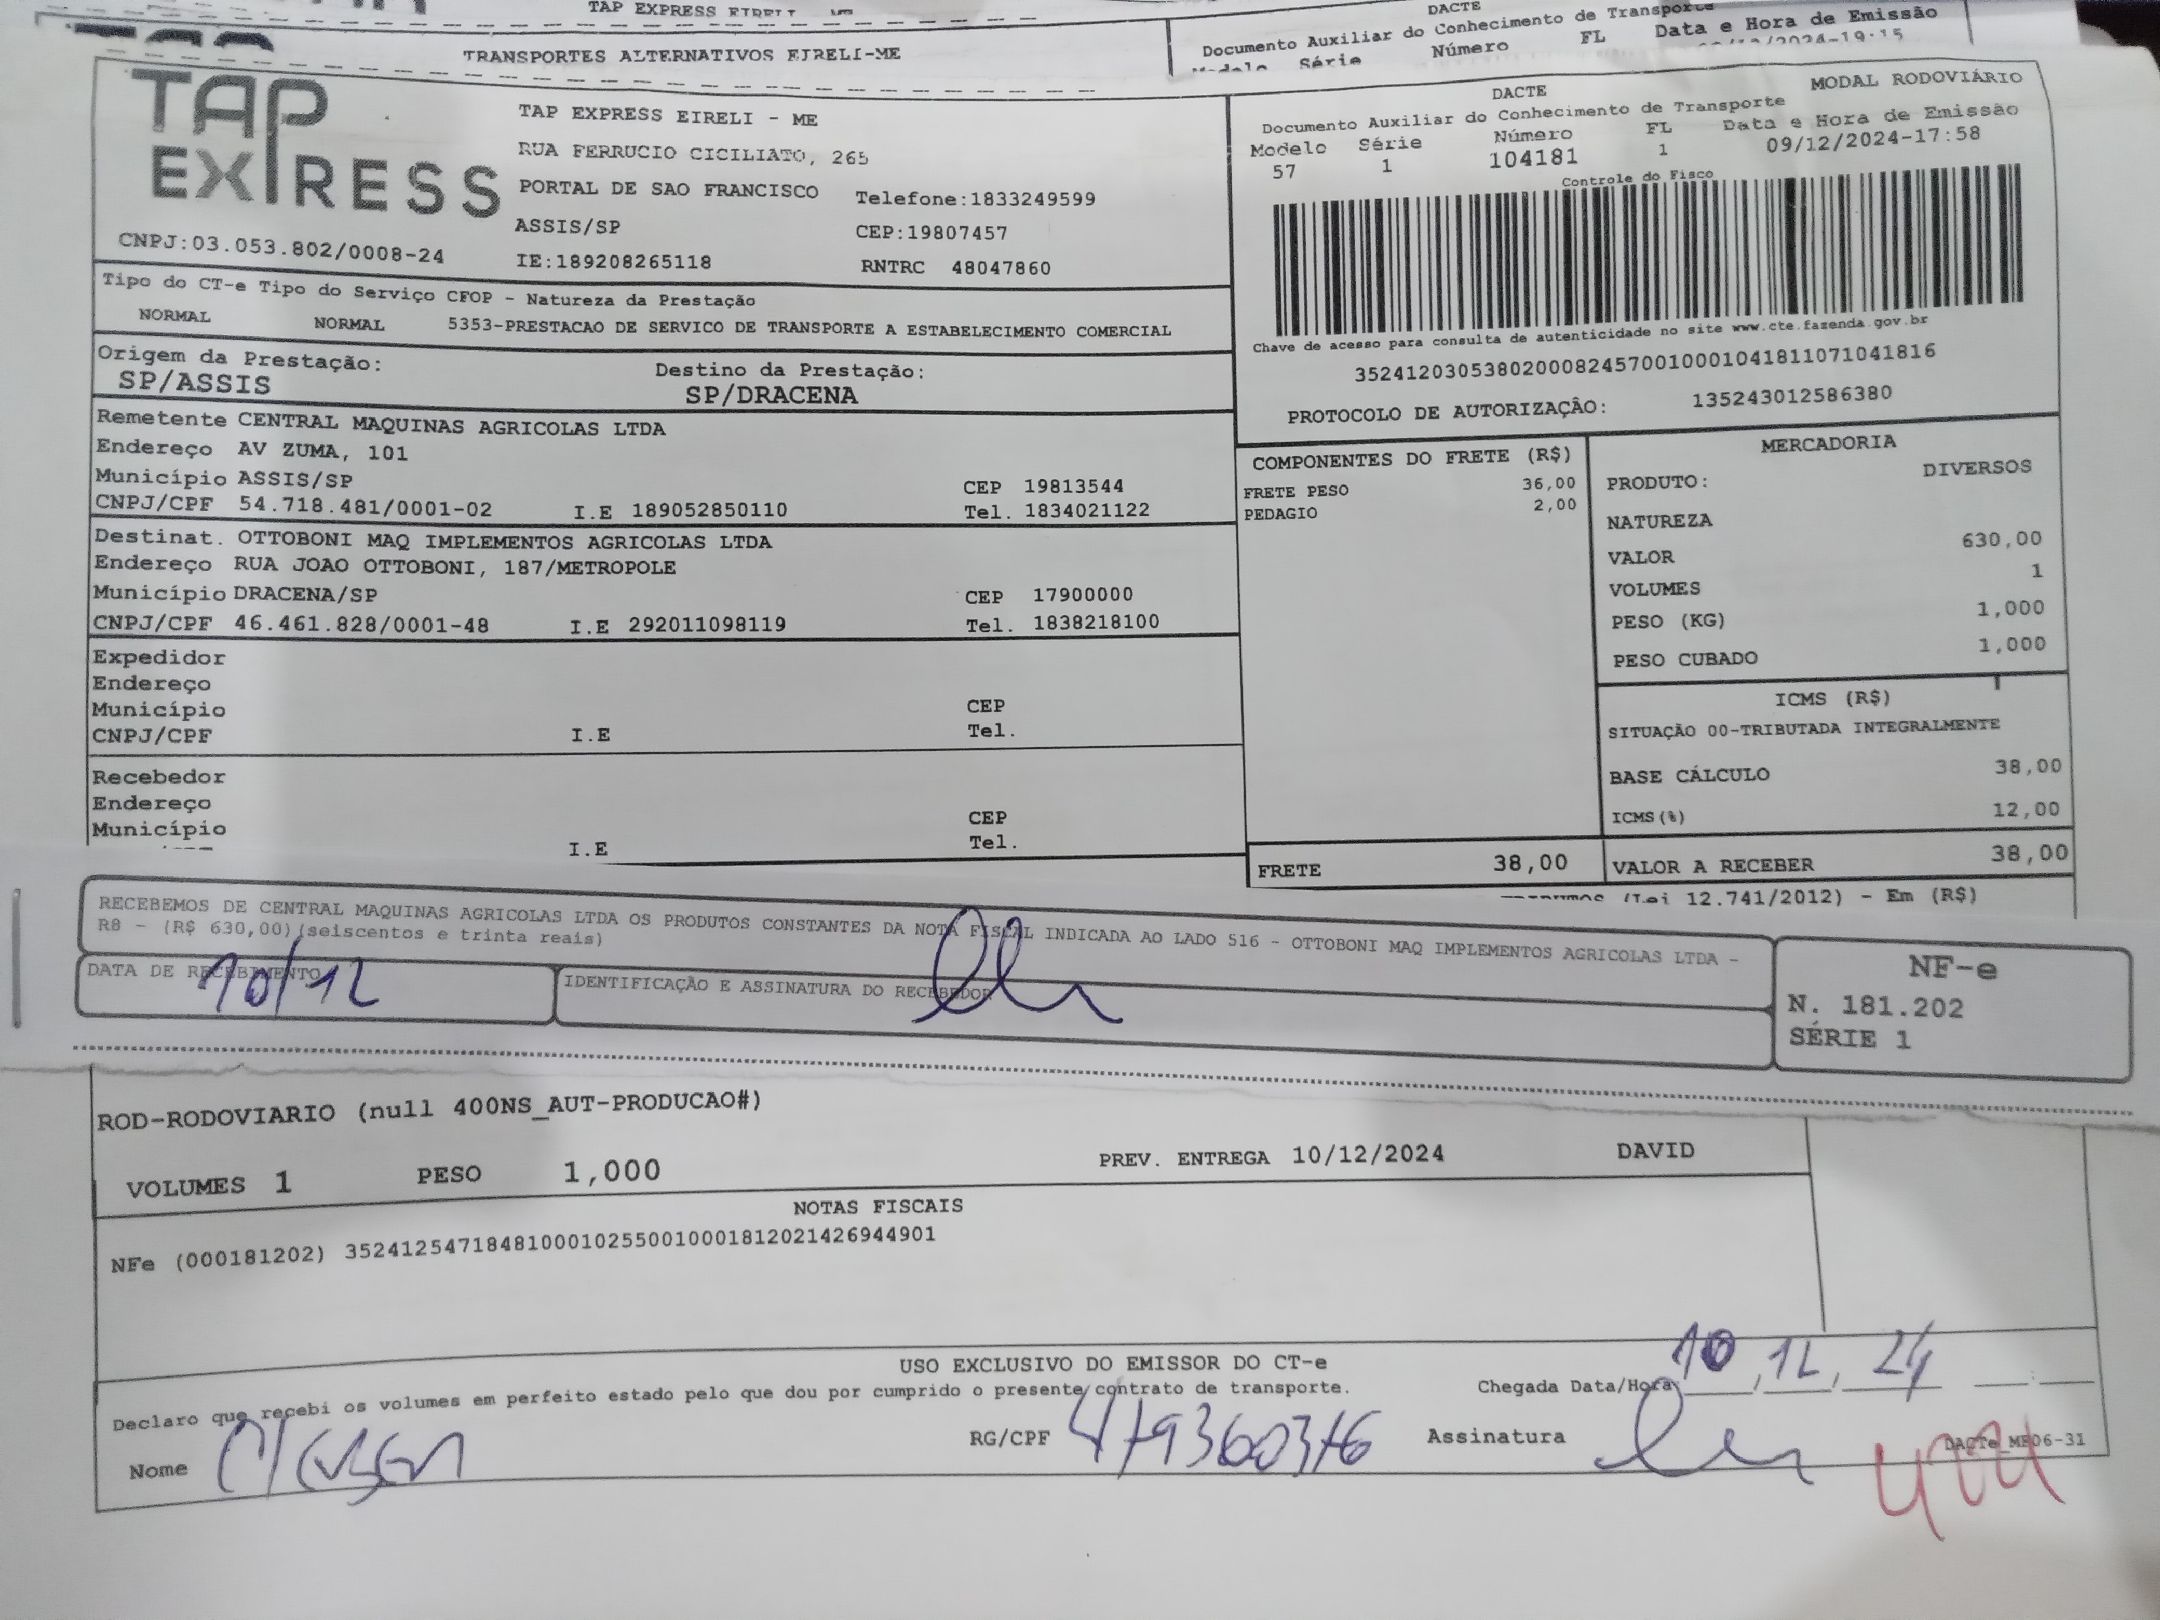 TAP EXPRESS EIRELI - ME
TRANSPORTES ALTERNATIVOS EIRELI-ME
DACTE
Documento Auxiliar do Conhecimento de Transporte
Modelo Série Número FL Data e Hora de Emissão
TAP EXPRESS
CNPJ:03.053.802/0008-24
TAP EXPRESS EIRELI - ME
RUA FERRUCIO CICILIATO, 265
PORTAL DE SAO FRANCISCO Telefone:1833249599
ASSIS/SP CEP:19807457
IE:189208265118 RNTRC 48047860
DACTE MODAL RODOVIÁRIO
Documento Auxiliar do Conhecimento de Transporte
Modelo Série Número FL Data e Hora de Emissão
57 1 104181 1 09/12/2024-17:58
Controle do Fisco
Chave de acesso para consulta de autenticidade no site www.cte.fazenda.gov.br
35241203053802000824570010001041811071041816
PROTOCOLO DE AUTORIZAÇÃO: 135243012586380
Tipo do CT-e Tipo do Serviço CFOP - Natureza da Prestação
NORMAL NORMAL 5353-PRESTACAO DE SERVICO DE TRANSPORTE A ESTABELECIMENTO COMERCIAL
Origem da Prestação: Destino da Prestação:
SP/ASSIS SP/DRACENA
Remetente CENTRAL MAQUINAS AGRICOLAS LTDA
Endereço AV ZUMA, 101
Município ASSIS/SP CEP 19813544
CNPJ/CPF 54.718.481/0001-02 I.E 189052850110 Tel. 1834021122
Destinat. OTTOBONI MAQ IMPLEMENTOS AGRICOLAS LTDA
Endereço RUA JOAO OTTOBONI, 187/METROPOLE
Município DRACENA/SP CEP 17900000
CNPJ/CPF 46.461.828/0001-48 I.E 292011098119 Tel. 1838218100
Expedidor
Endereço
Município CEP
CNPJ/CPF I.E Tel.
Recebedor
Endereço
Município CEP
I.E Tel.
COMPONENTES DO FRETE (R$)
FRETE PESO 36,00
PEDAGIO 2,00
FRETE 38,00
MERCADORIA
PRODUTO: DIVERSOS
NATUREZA
VALOR 630,00
VOLUMES 1
PESO (KG) 1,000
PESO CUBADO 1,000
ICMS (R$)
SITUAÇÃO 00-TRIBUTADA INTEGRALMENTE
BASE CÁLCULO 38,00
ICMS(%) 12,00
VALOR A RECEBER 38,00
(Lei 12.741/2012) - Em (R$)
RECEBEMOS DE CENTRAL MAQUINAS AGRICOLAS LTDA OS PRODUTOS CONSTANTES DA NOTA FISCAL INDICADA AO LADO 516 - OTTOBONI MAQ IMPLEMENTOS AGRICOLAS LTDA -
R8 - (R$ 630,00)(seiscentos e trinta reais)
DATA DE RECEBIMENTO IDENTIFICAÇÃO E ASSINATURA DO RECEBEDOR
10/12
NF-e
N. 181.202
SÉRIE 1
ROD-RODOVIARIO (null 400NS_AUT-PRODUCAO#)
VOLUMES 1 PESO 1,000 PREV. ENTREGA 10/12/2024 DAVID
NOTAS FISCAIS
NFe (000181202) 35241254718481000102550010001812021426944901
USO EXCLUSIVO DO EMISSOR DO CT-e
Declaro que recebi os volumes em perfeito estado pelo que dou por cumprido o presente contrato de transporte. Chegada Data/Hora 10, 12, 24
Nome RG/CPF Assinatura
DACTe_MB06-31